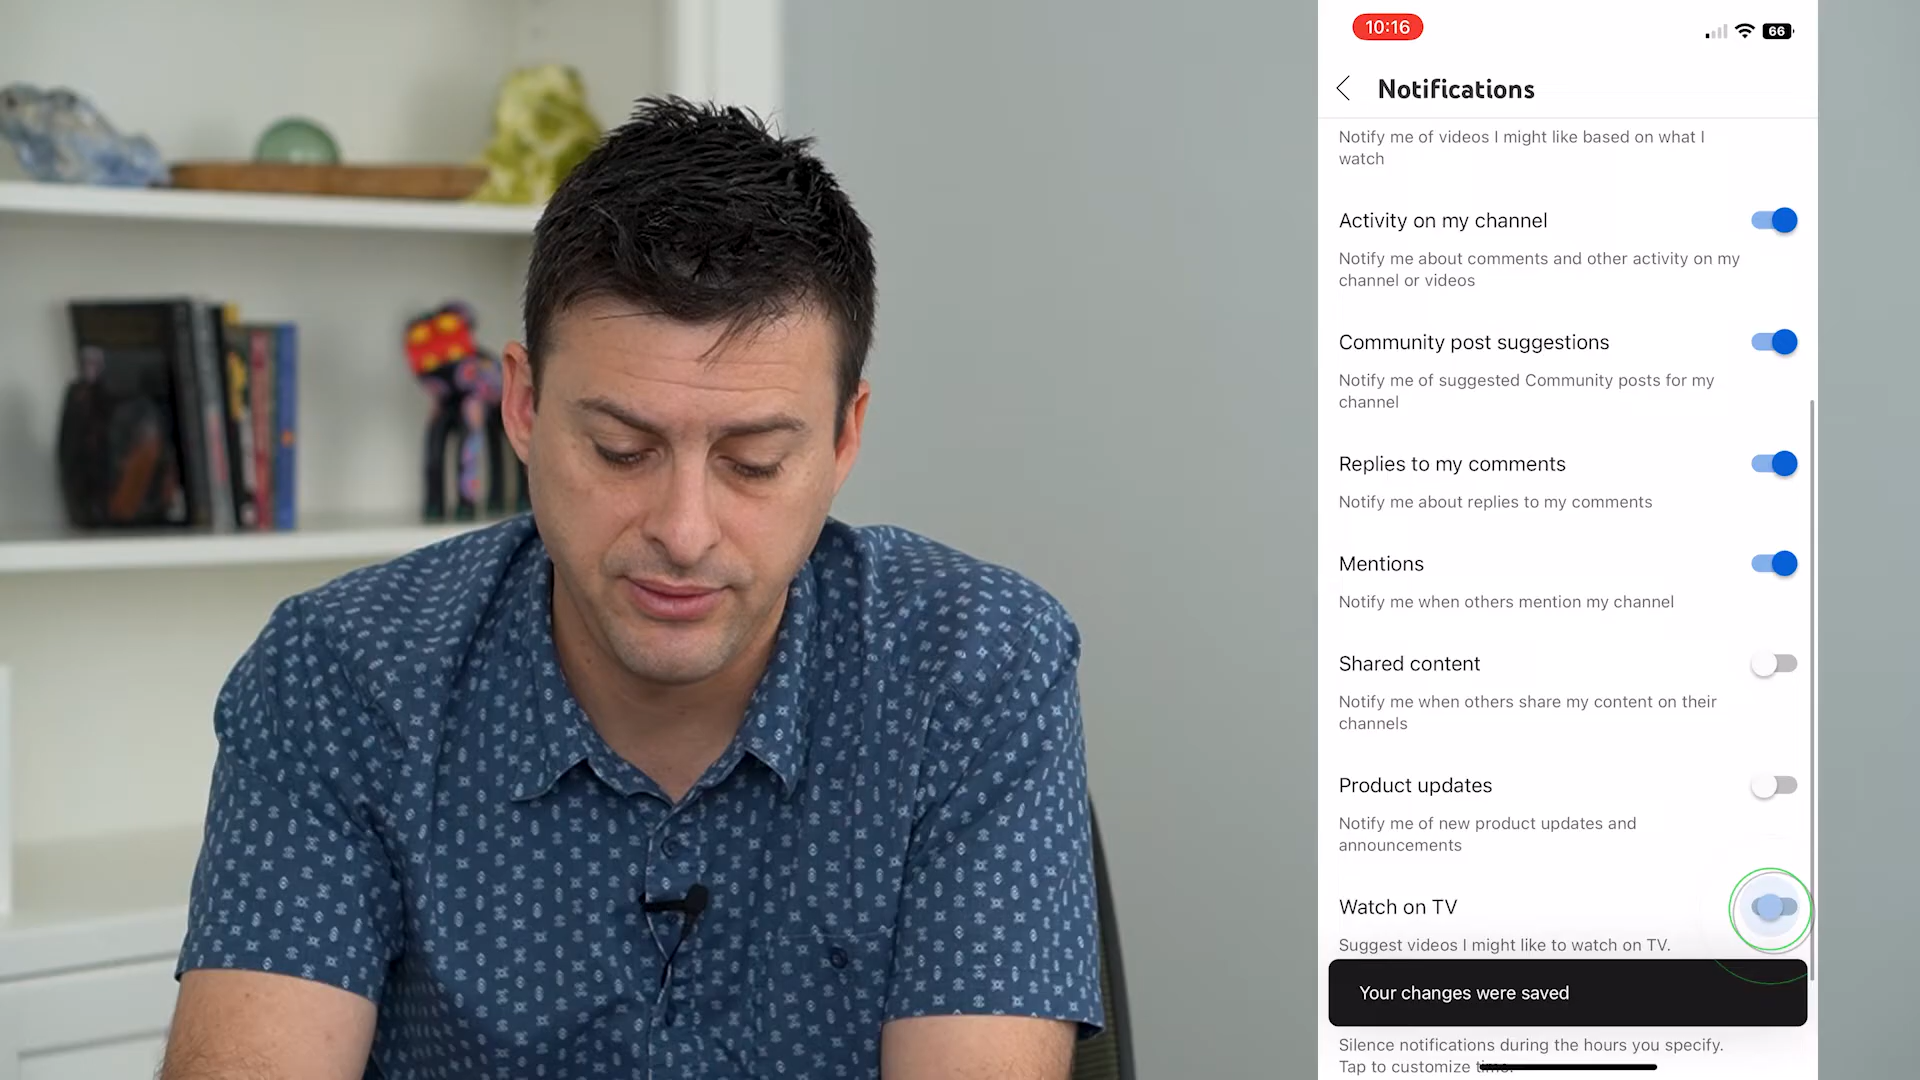 10:16
66
Notifications
Notify me of videos I might like based on what I
watch
Activity on my channel
Notify me about comments and other activity on my
channel or videos
Community post suggestions
Notify me of suggested Community posts for my
channel
Replies to my comments
Notify me about replies to my comments
Mentions
Notify me when others mention my channel
Shared content
Notify me when others share my content on their
channels
Product updates
Notify me of new product updates and
announcements
Watch on TV
Suggest videos I might like to watch on TV.
Your changes were saved
Silence notifications during the hours you specify.
Tap to customize time.